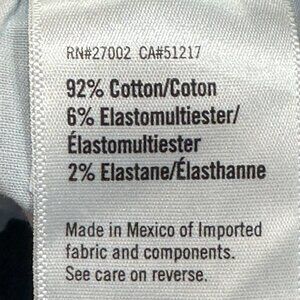 RN#27002 CA#51217
92% Cotton/Coton
6% Elastomultiester/
Élastomultiester
2% Elastane/Élasthanne
Made in Mexico of Imported
fabric and components.
See care on reverse.